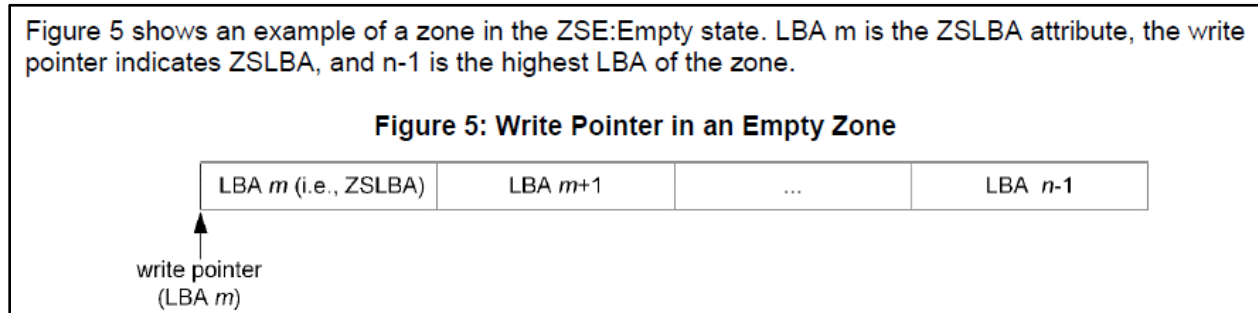 Figure 5 shows an example of a zone in the ZSE:Empty state. LBA m is the ZSLBA attribute, the write
pointer indicates ZSLBA, and n-1 is the highest LBA of the zone.
Figure 5: Write Pointer in an Empty Zone
LBA m (i.e., ZSLBA) LBA m+1 ... LBA n-1
write pointer
(LBA m)